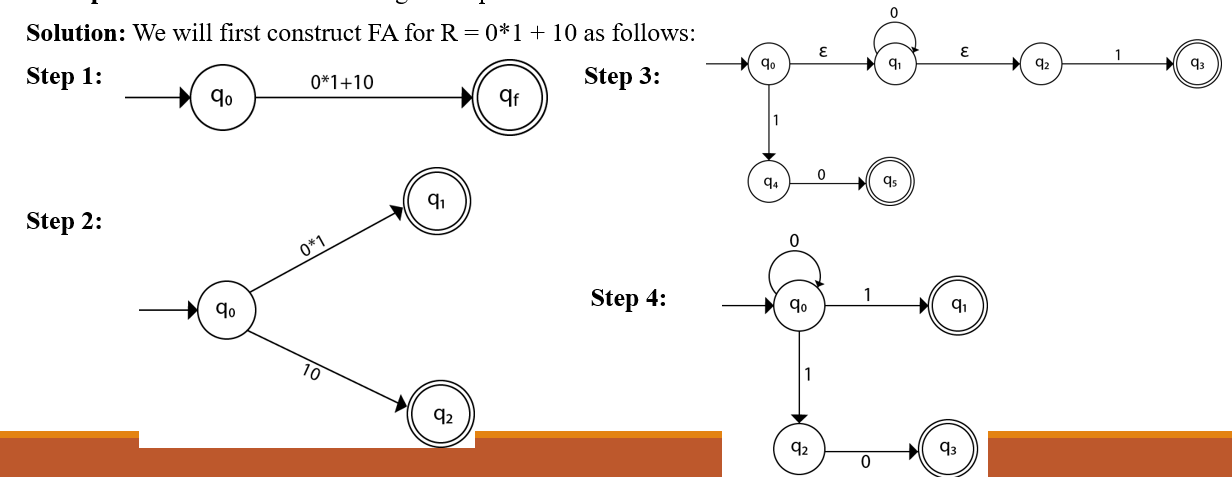 Solution: We will first construct FA for R = 0*1 + 10 as follows:
Step 1:
q₀
0*1+10
qf
Step 2:
q₀
0*1
q₁
10
q₂
Step 3:
q₀
ε
0
q₁
ε
q₂
1
q₃
1
q₄
0
q₅
Step 4:
0
q₀
1
q₁
1
q₂
0
q₃